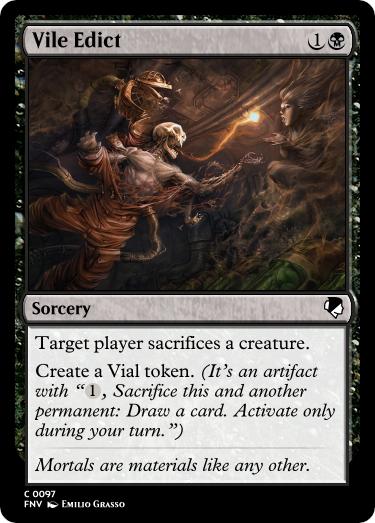 Vile Edict 1
Sorcery
Target player sacrifices a creature.
Create a Vial token. (It's an artifact
with “1, Sacrifice this and another
permanent: Draw a card. Activate only
during your turn.”)
Mortals are materials like any other.
C 0097
FNV Emilio Grasso